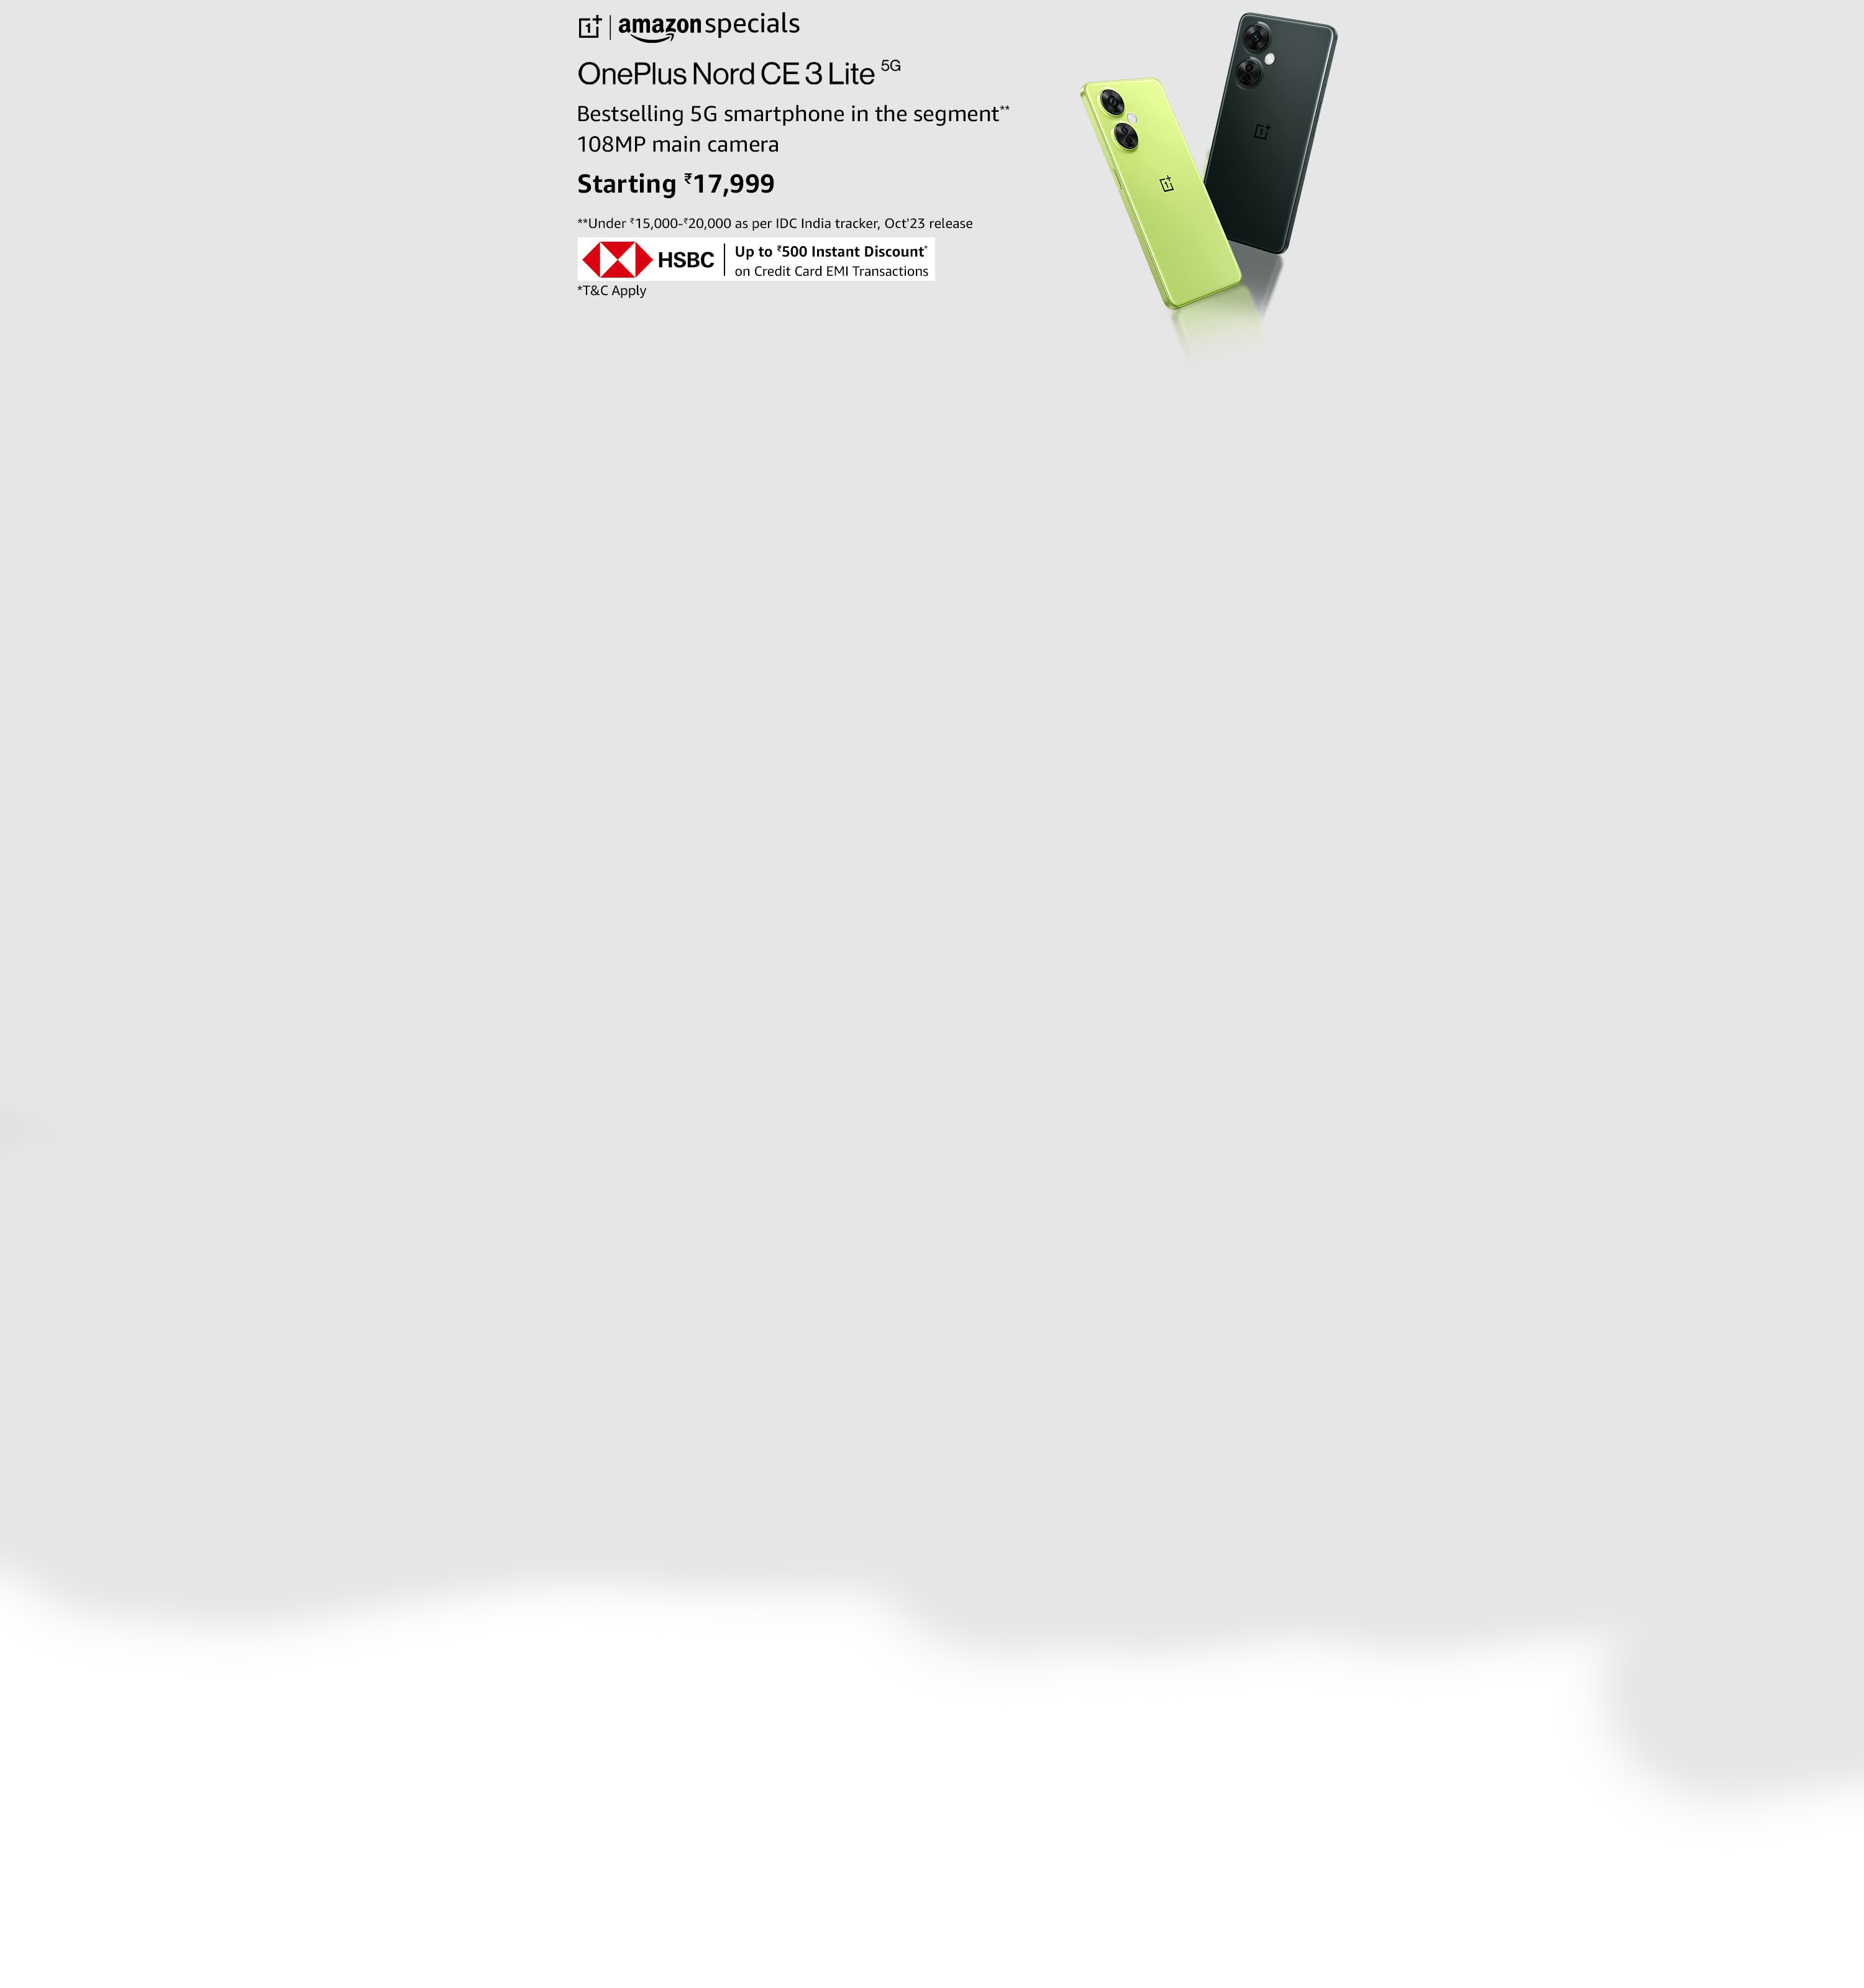 1+ | amazon specials
OnePlus Nord CE 3 Lite 5G
Bestselling 5G smartphone in the segment**
108MP main camera
Starting ₹17,999
**Under ₹15,000-₹20,000 as per IDC India tracker, Oct'23 release
HSBC | Up to ₹500 Instant Discount*
on Credit Card EMI Transactions
*T&C Apply